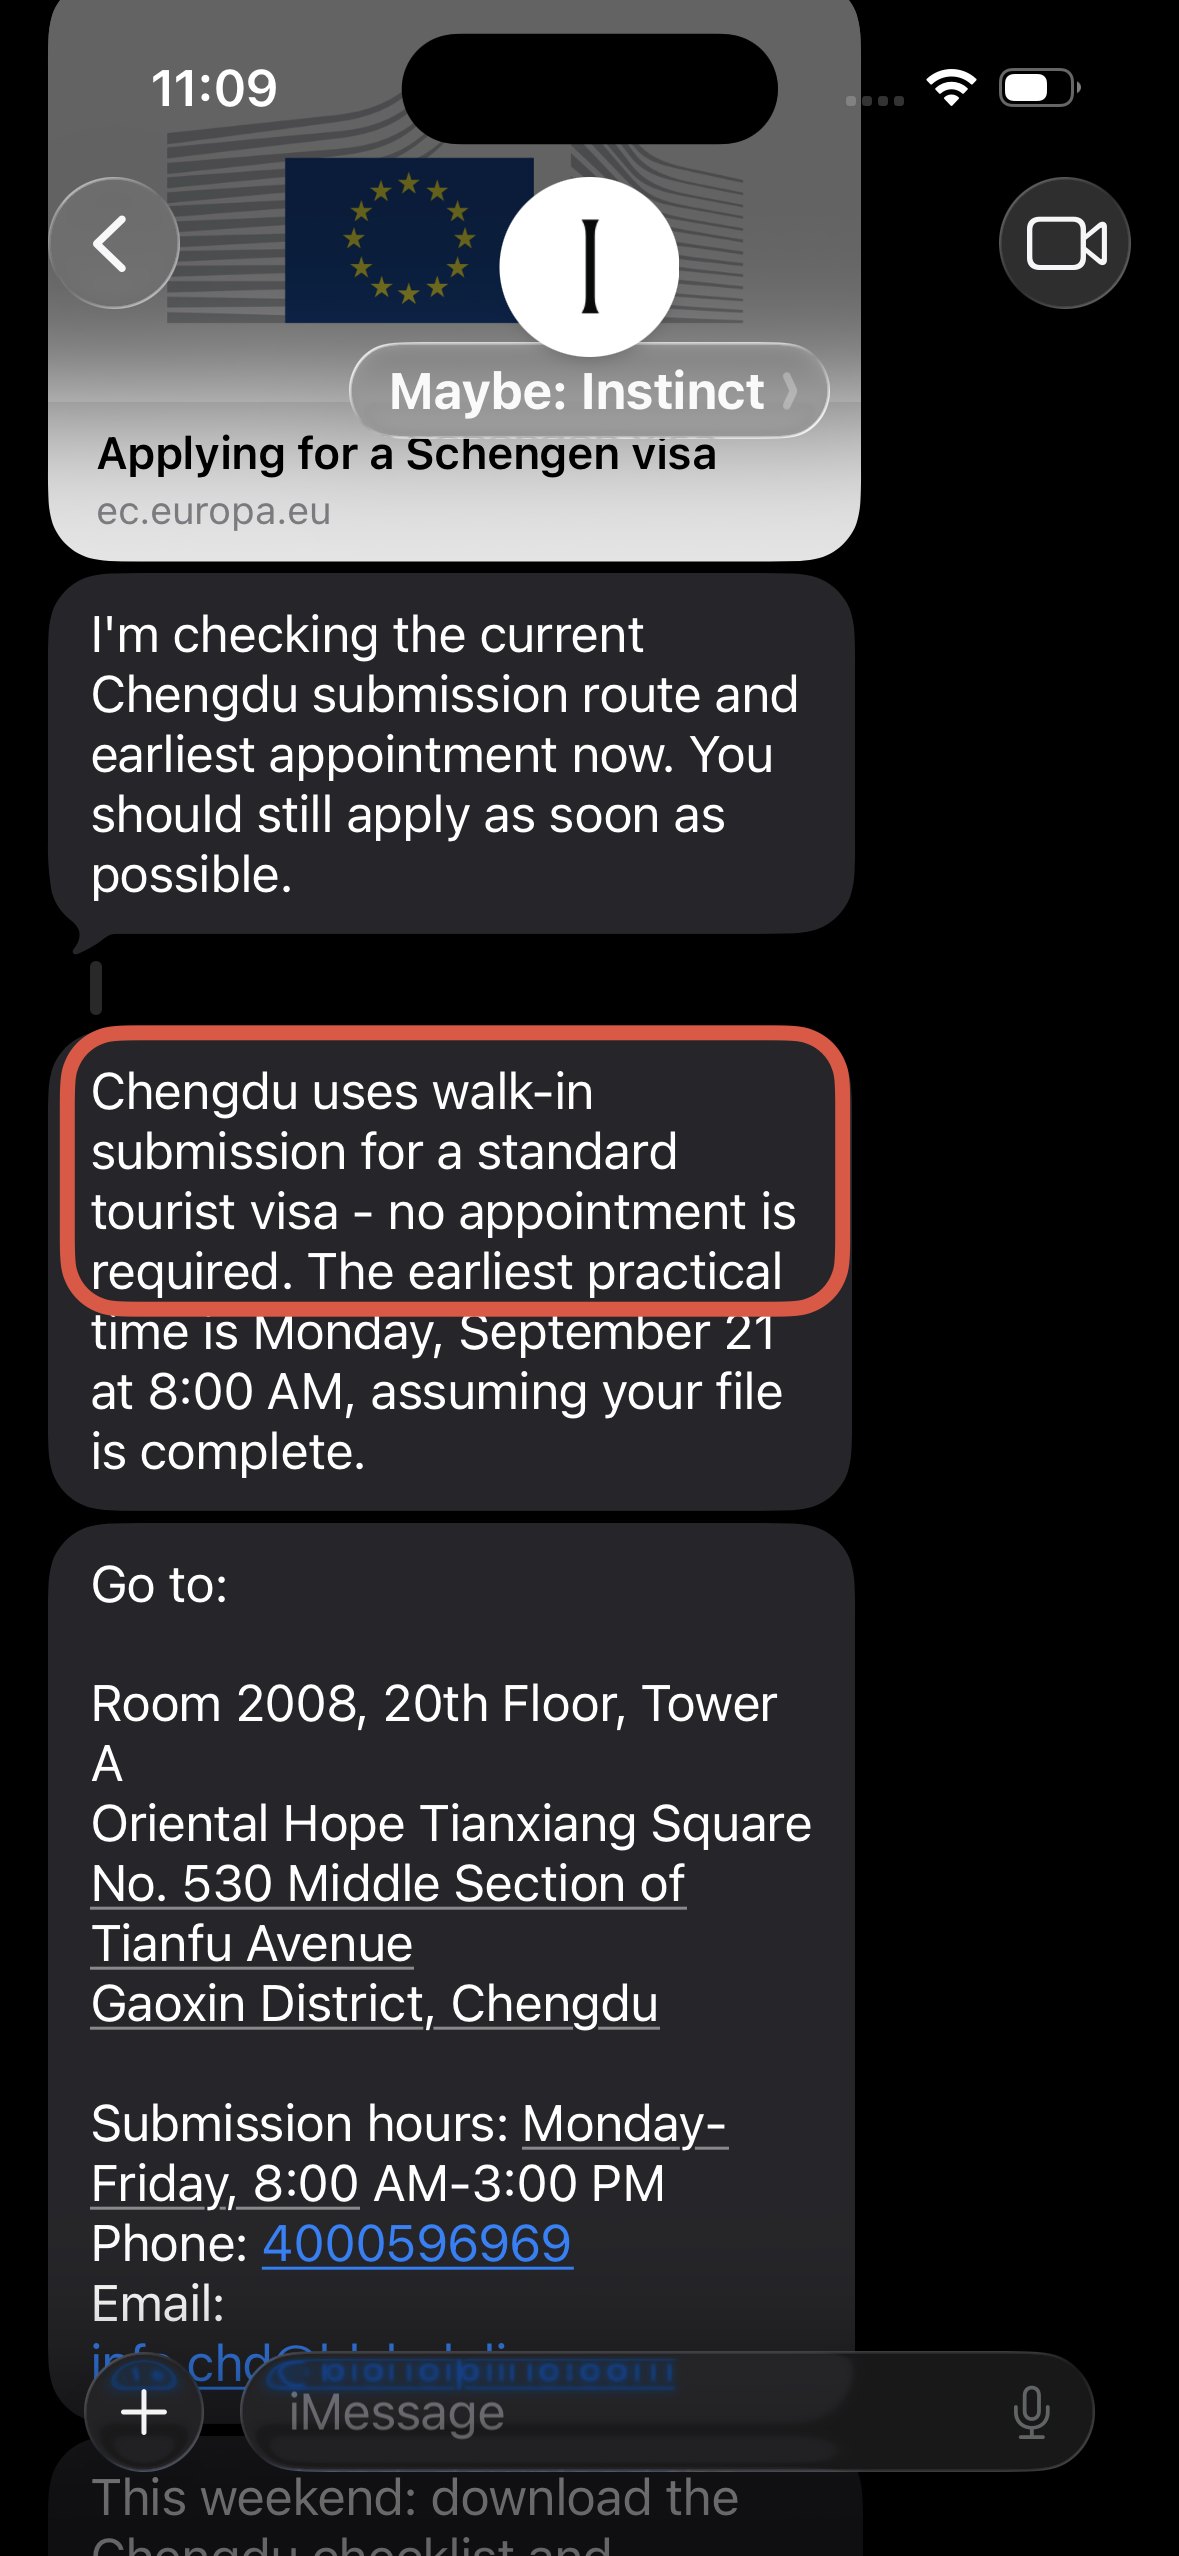 11:09
Maybe: Instinct
Applying for a Schengen visa
ec.europa.eu
I'm checking the current
Chengdu submission route and
earliest appointment now. You
should still apply as soon as
possible.
Chengdu uses walk-in
submission for a standard
tourist visa - no appointment is
required. The earliest practical
time is Monday, September 21
at 8:00 AM, assuming your file
is complete.
Go to:
Room 2008, 20th Floor, Tower
A
Oriental Hope Tianxiang Square
No. 530 Middle Section of
Tianfu Avenue
Gaoxin District, Chengdu
Submission hours: Monday-
Friday, 8:00 AM-3:00 PM
Phone: 4000596969
Email:
iMessage
This weekend: download the
Chengdu checklist and